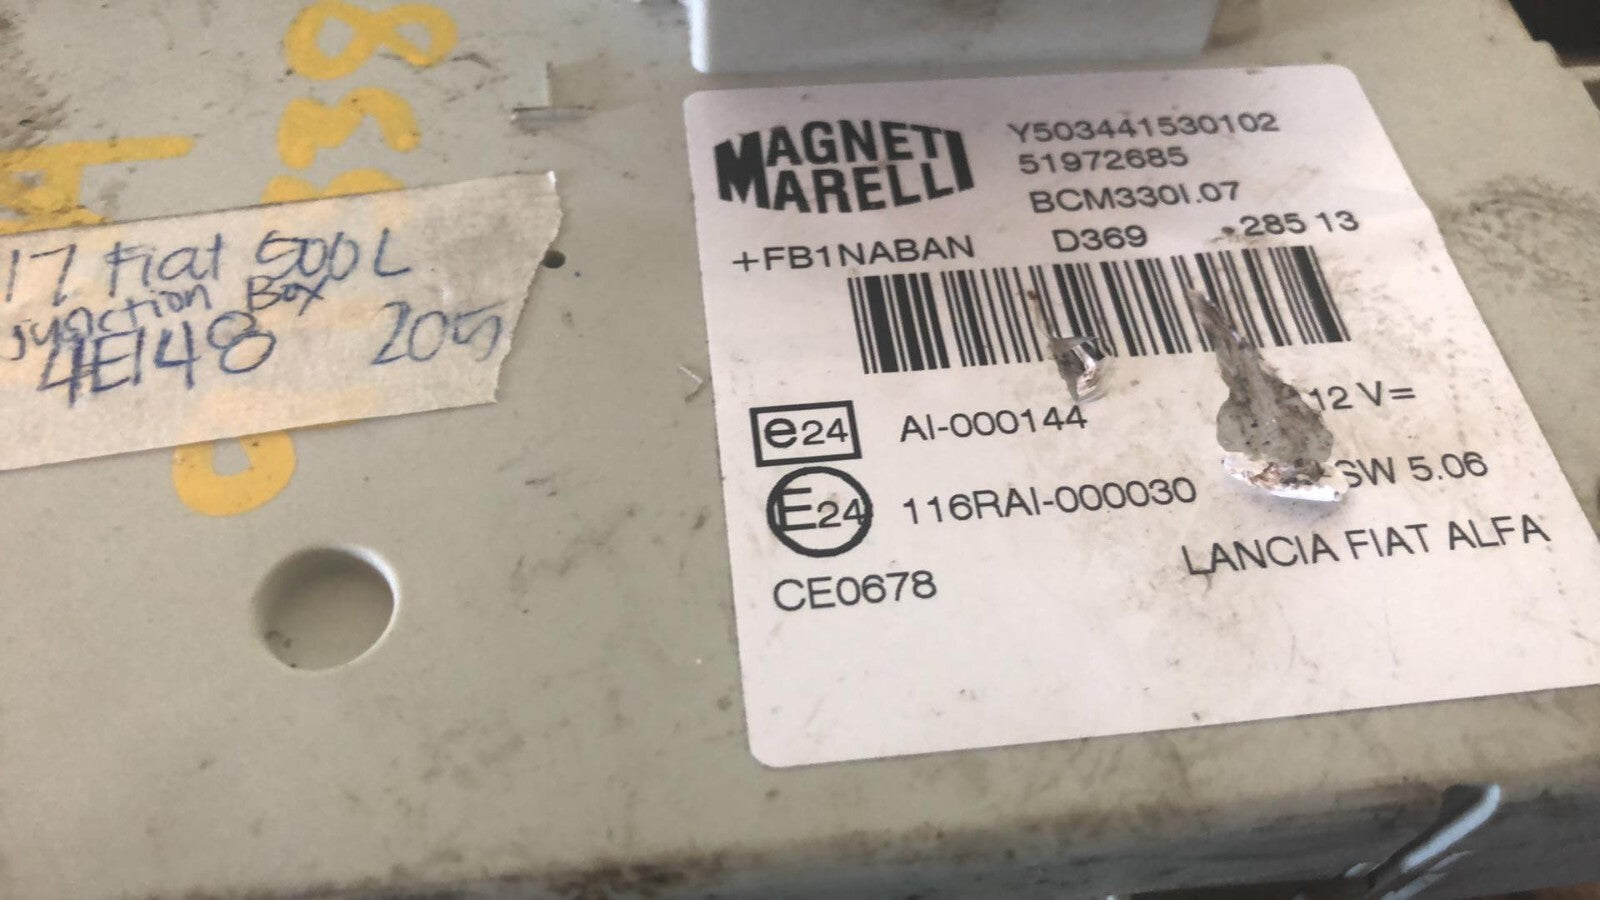 17 Fiat 500L
Junction Box
4E148 205
MAGNETI
MARELLI
Y503441530102
51972685
BCM330I.07
+FB1NABAN D369 285 13
e24 AI-000144 12 V=
E24 116RAI-000030 SW 5.06
CE0678 LANCIA FIAT ALFA